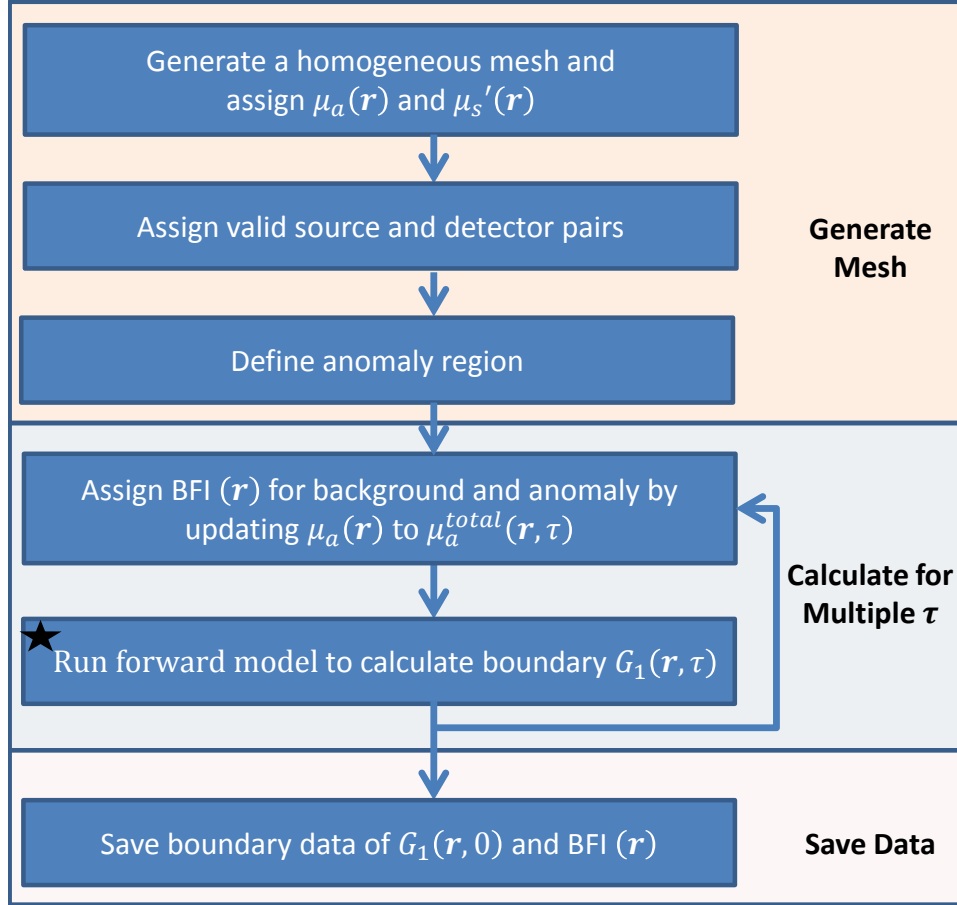 Generate a homogeneous mesh and
assign μₐ(r) and μₛ′(r)
Assign valid source and detector pairs
Generate
Mesh
Define anomaly region
Assign BFI (r) for background and anomaly by
updating μₐ(r) to μₐᵗᵒᵗᵃˡ(r, τ)
Calculate for
Multiple τ
Run forward model to calculate boundary G₁(r, τ)
Save boundary data of G₁(r, 0) and BFI (r)
Save Data